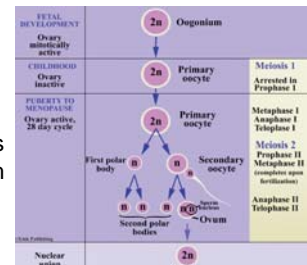 FETAL
DEVELOPMENT
Ovary
mitotically
active
2n
Oogonium
CHILDHOOD
Ovary
inactive
2n
Primary
oocyte
Meiosis 1
Arrested in
Prophase I
PUBERTY TO
MENOPAUSE
Ovary active,
28 day cycle
2n
Primary
oocyte
Metaphase I
Anaphase I
Telophase I
Meiosis 2
Prophase II
Metaphase II
(completes upon
fertilization)
First polar
body
n
n
Secondary
oocyte
n
Sperm
nucleus
n
n
n
n n
Ovum
Second polar
bodies
Anaphase II
Telophase II
Nuclear
union
2n
s
n